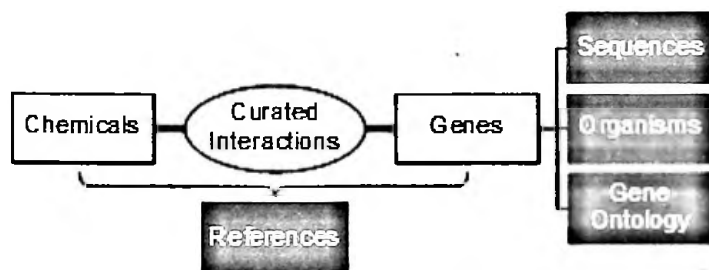 Sequences
Chemicals
Curated
Interactions
Genes
Organisms
Gene
Ontology
References